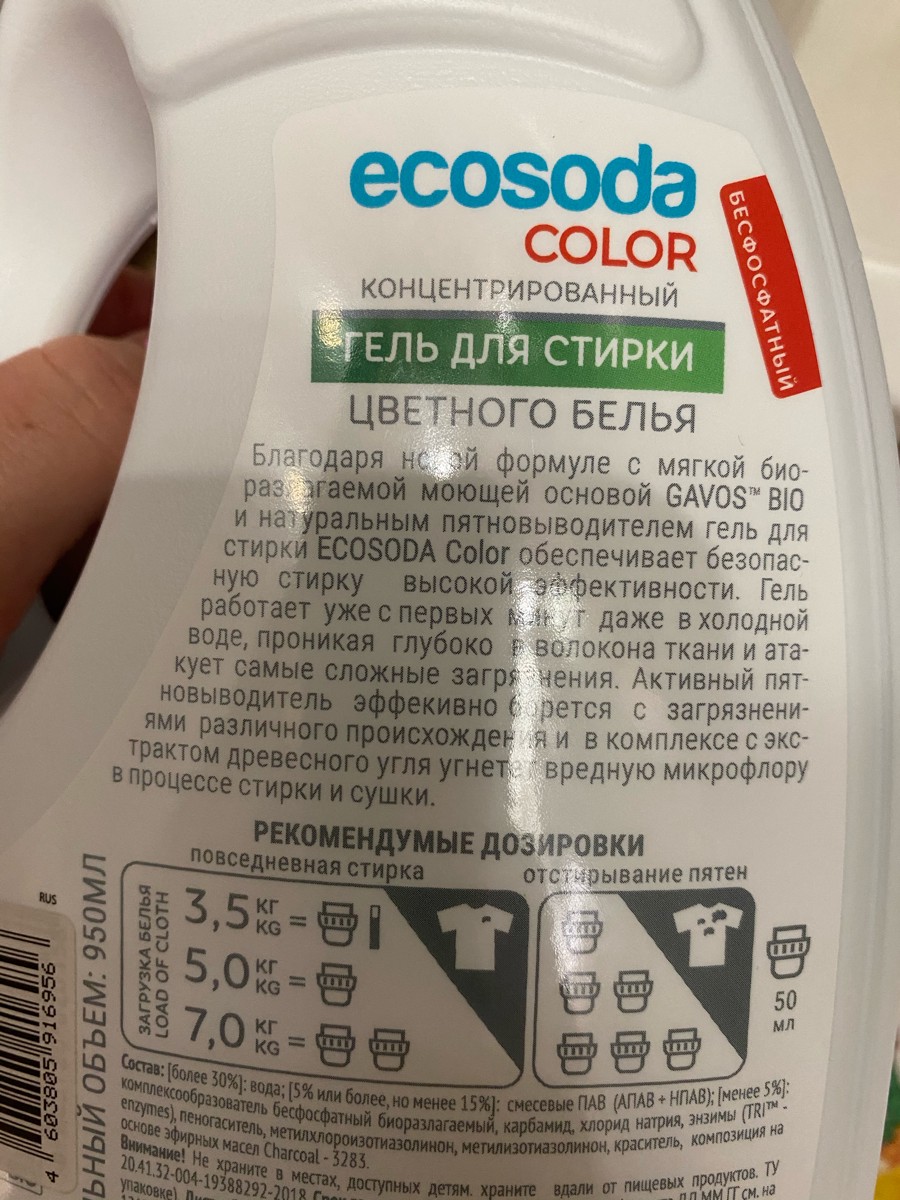 ecosoda
COLOR
БЕСФОСФАТНЫЙ
КОНЦЕНТРИРОВАННЫЙ
ГЕЛЬ ДЛЯ СТИРКИ
ЦВЕТНОГО БЕЛЬЯ
Благодаря новой формуле с мягкой био-
разлагаемой моющей основой GAVOS™ BIO
и натуральным пятновыводителем гель для
стирки ECOSODA Color обеспечивает безопас-
ную стирку высокой эффективности. Гель
работает уже с первых минут даже в холодной
воде, проникая глубоко в волокона ткани и ата-
кует самые сложные загрязнения. Активный пят-
новыводитель эффекивно борется с загрязнени-
ями различного происхождения и в комплексе с экс-
трактом древесного угля угнетает вредную микрофлору
в процессе стирки и сушки.
РЕКОМЕНДУМЫЕ ДОЗИРОВКИ
повседневная стирка
отстирывание пятен
ЗАГРУЗКА БЕЛЬЯ
LOAD OF CLOTH
3,5 КГ KG =
5,0 КГ KG =
7,0 КГ KG =
50
МЛ
RUS
4 603805 916956
ЬНЫЙ ОБЪЕМ: 950МЛ
Состав: [более 30%]: вода; [5% или более, но менее 15%]: смесевые ПАВ (АПАВ + НПАВ); [менее 5%]:
комплексообразователь бесфосфатный биоразлагаемый, карбамид, хлорид натрия, энзимы (TRI™ -
enzymes), пеногаситель, метилхлороизотиазолинон, метилизотиазолинон, краситель, композиция на
основе эфирных масел Charcoal - 3283.
Внимание! Не храните в местах, доступных детям. храните вдали от пищевых продуктов. ТУ
20.41.32-004-19388292-2018.
упаковке).